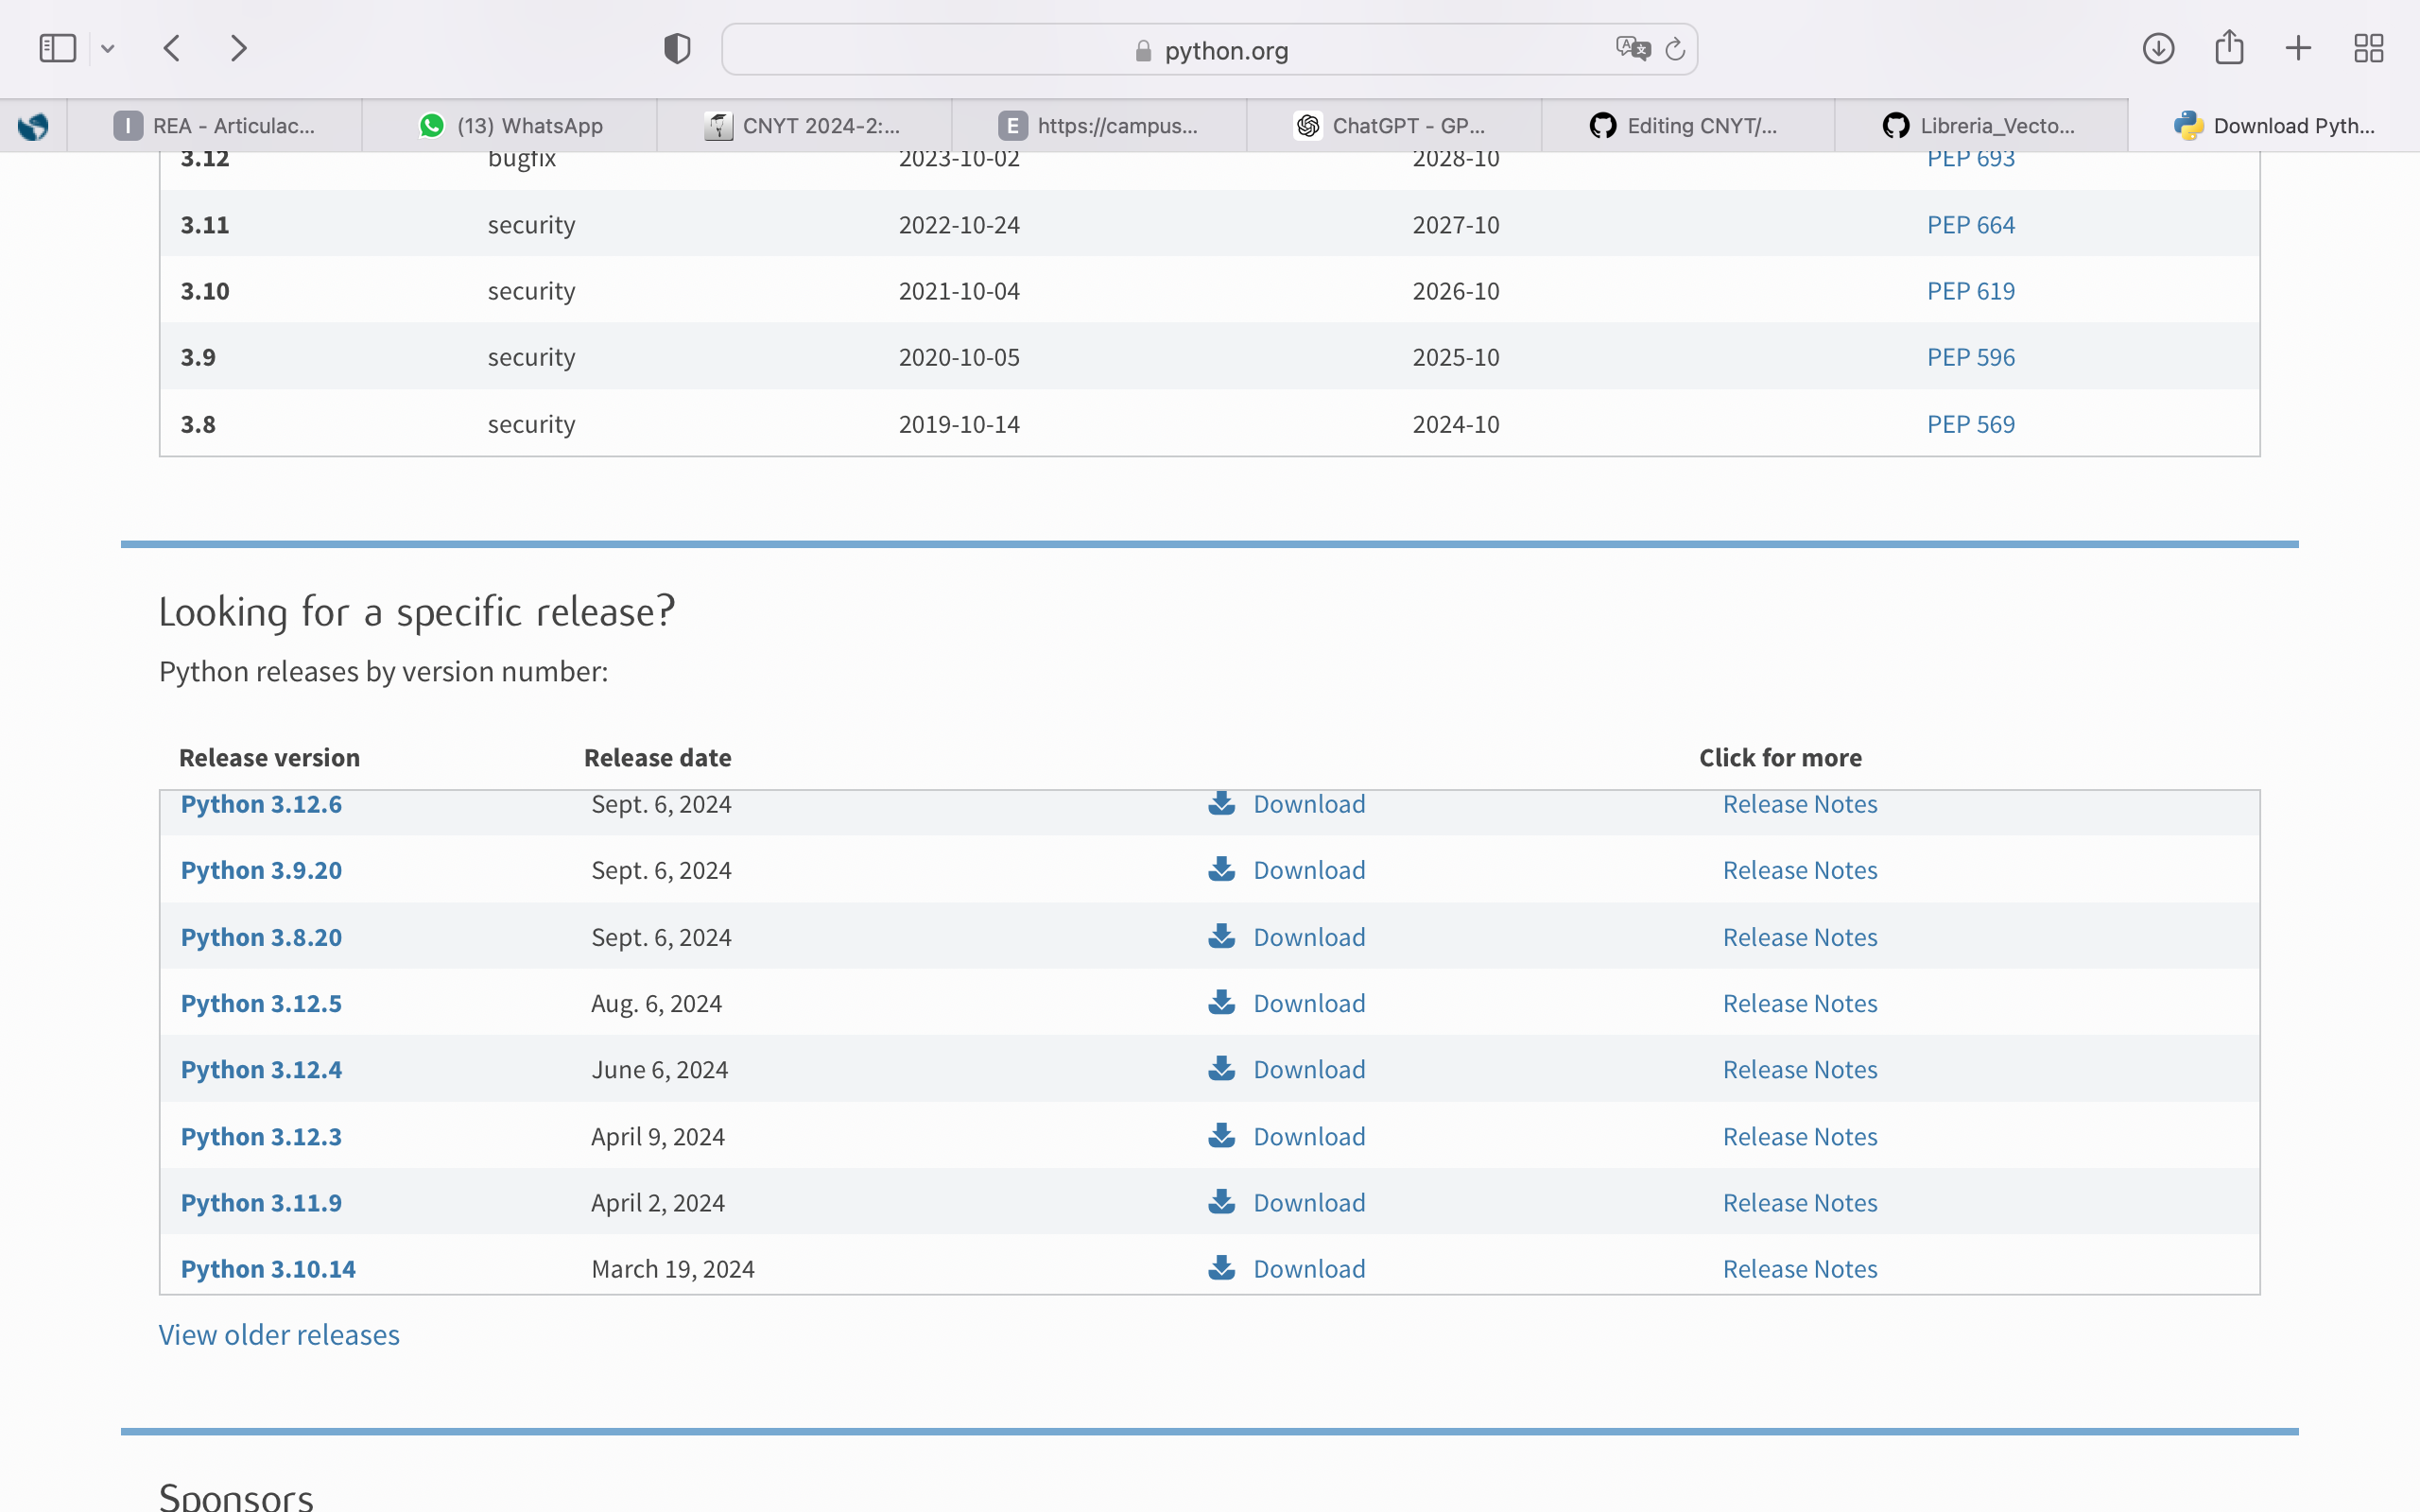 python.org
I REA - Articulac... (13) WhatsApp CNYT 2024-2:... E https://campus... ChatGPT - GP... Editing CNYT/... Libreria_Vecto... Download Pyth...
3.12 bugfix 2023-10-02 2028-10 PEP 693
3.11 security 2022-10-24 2027-10 PEP 664
3.10 security 2021-10-04 2026-10 PEP 619
3.9 security 2020-10-05 2025-10 PEP 596
3.8 security 2019-10-14 2024-10 PEP 569
Looking for a specific release?
Python releases by version number:
Release version Release date Click for more
Python 3.12.6 Sept. 6, 2024 Download Release Notes
Python 3.9.20 Sept. 6, 2024 Download Release Notes
Python 3.8.20 Sept. 6, 2024 Download Release Notes
Python 3.12.5 Aug. 6, 2024 Download Release Notes
Python 3.12.4 June 6, 2024 Download Release Notes
Python 3.12.3 April 9, 2024 Download Release Notes
Python 3.11.9 April 2, 2024 Download Release Notes
Python 3.10.14 March 19, 2024 Download Release Notes
View older releases
Sponsors